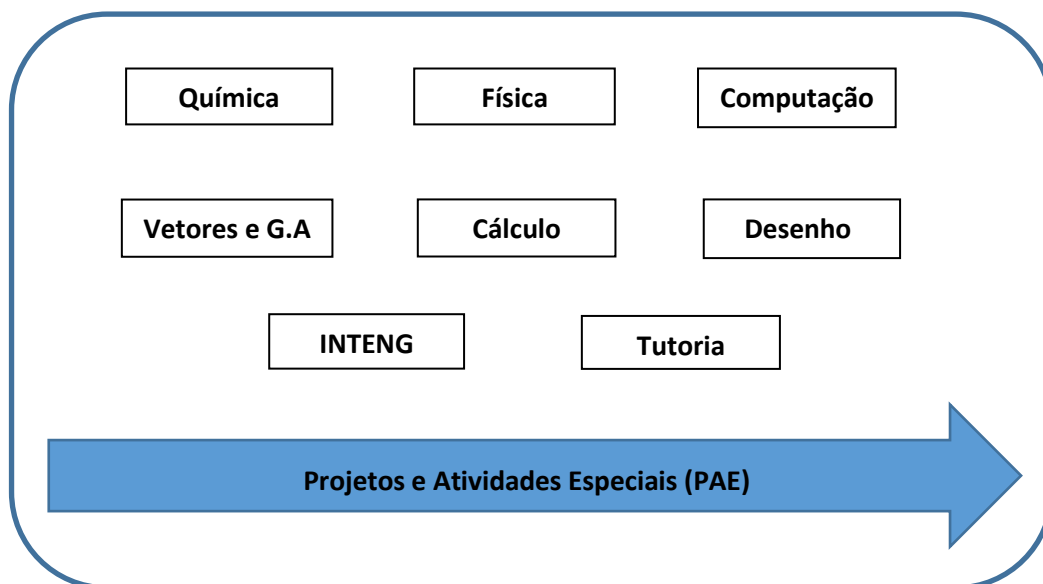 Química
Física
Computação
Vetores e G.A
Cálculo
Desenho
INTENG
Tutoria
Projetos e Atividades Especiais (PAE)